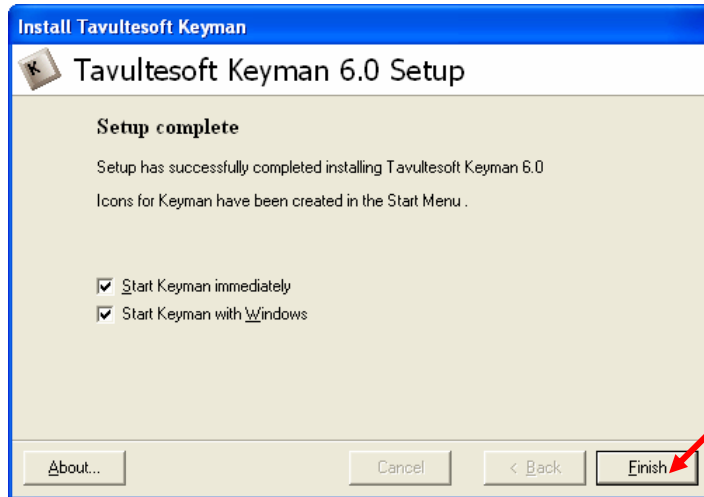 Install Tavultesoft Keyman
K
Tavultesoft Keyman 6.0 Setup
Setup complete
Setup has successfully completed installing Tavultesoft Keyman 6.0
Icons for Keyman have been created in the Start Menu .
Start Keyman immediately
Start Keyman with Windows
About... Cancel < Back Finish